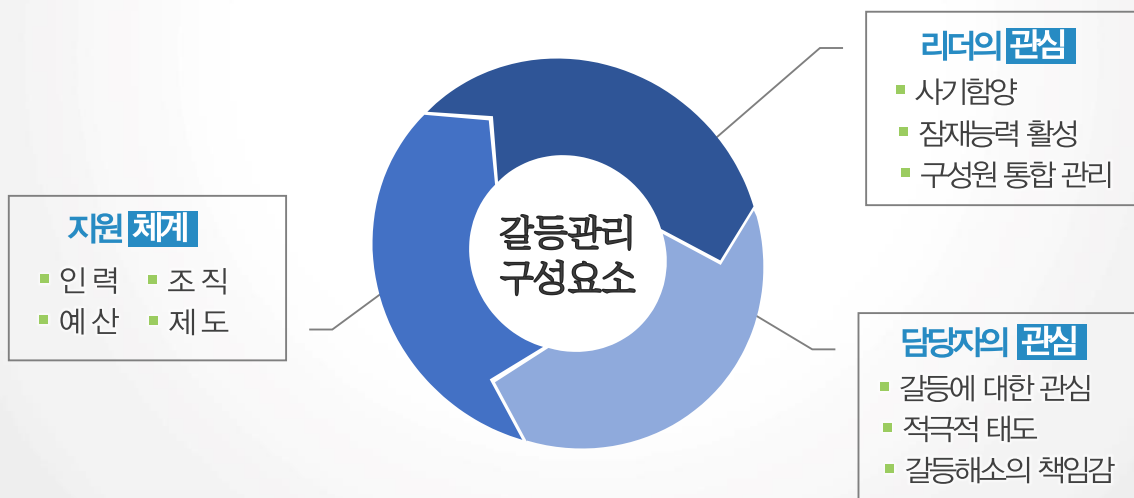 갈등관리
구성요소
리더의 관심
사기함양
잠재능력 활성
구성원 통합 관리
지원 체계
인력
조직
예산
제도
담당자의 관심
갈등에 대한 관심
적극적 태도
갈등해소의 책임감